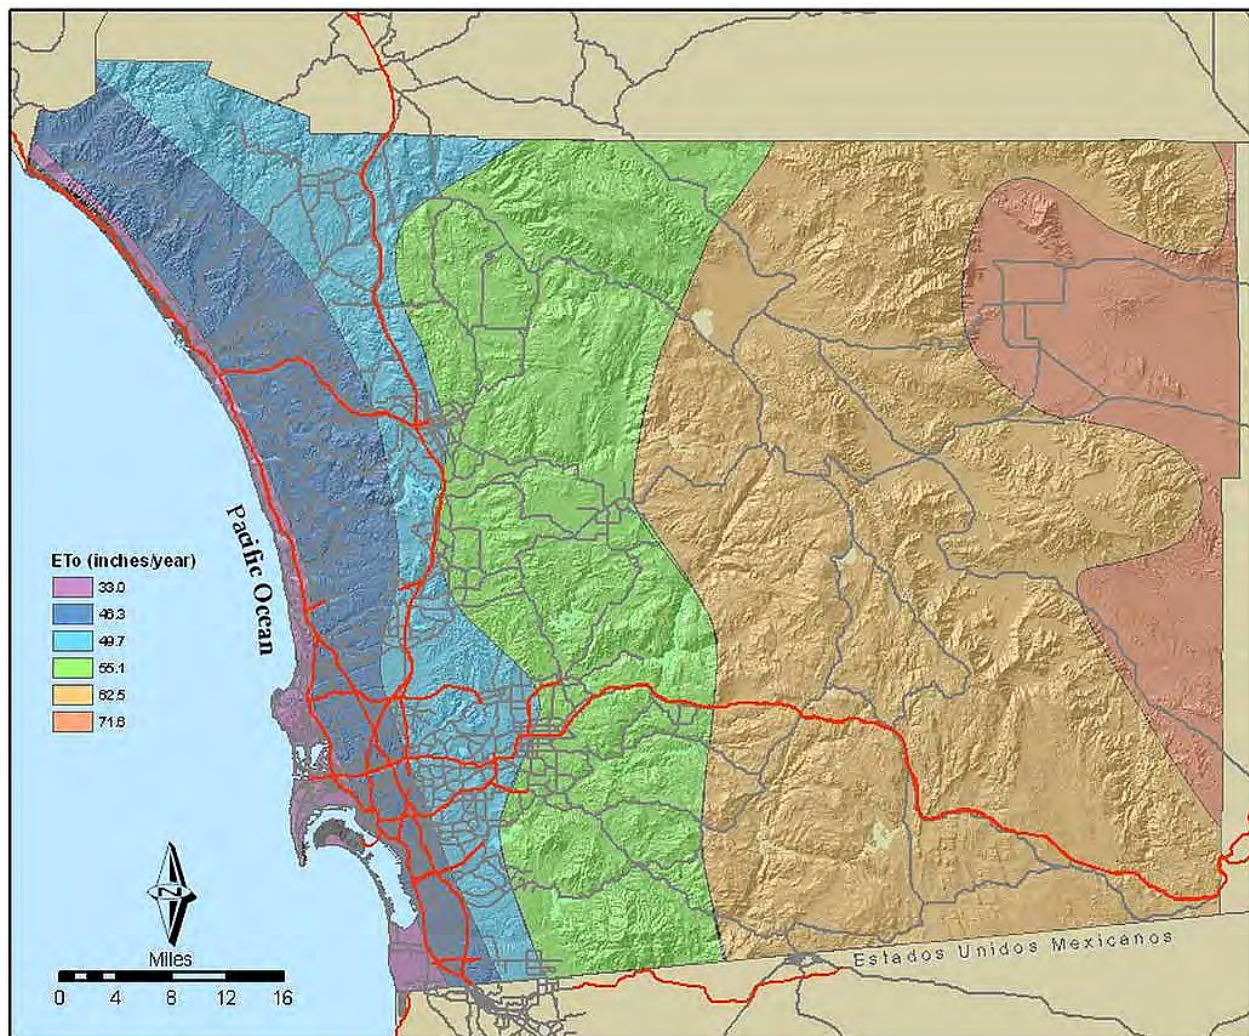 Pacific Ocean
ETo (inches/year)
33.0
46.3
49.7
55.1
62.5
71.6
N
Miles
0 4 8 12 16
Estados Unidos Mexicanos